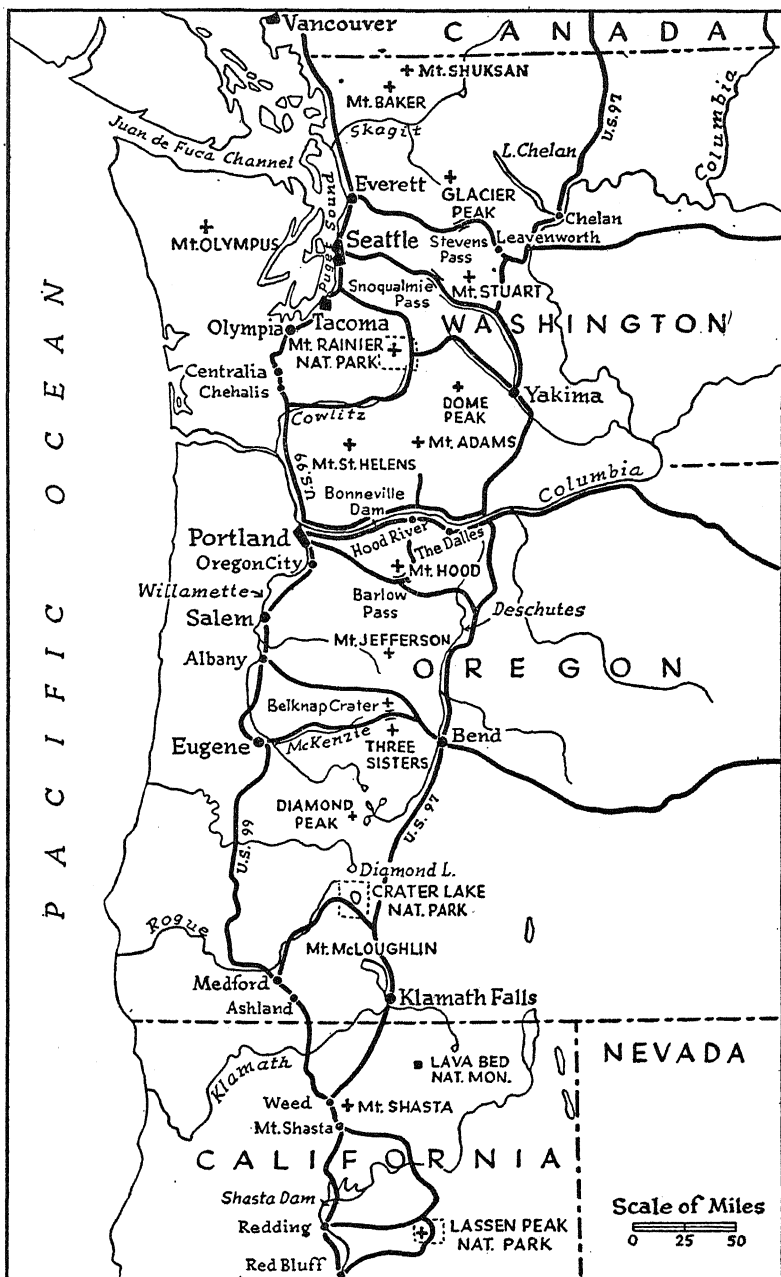 Vancouver
CANADA
Mt. SHUKSAN
Mt. BAKER
Skagit
U.S. 97
Columbia
Juan de Fuca Channel
L. Chelan
Everett
GLACIER
PEAK
Chelan
Puget Sound
Mt. OLYMPUS
Seattle
Stevens
Pass
Leavenworth
Snoqualmie
Pass
Mt. STUART
Tacoma
WASHINGTON
Olympia
Mt. RAINIER
NAT. PARK
Centralia
Chehalis
DOME
PEAK
Yakima
Cowlitz
Mt. ADAMS
Mt. St. HELENS
U.S. 99
Bonneville
Dam
Columbia
PACIFIC OCEAN
Portland
Hood River
The Dalles
Oregon City
Mt. HOOD
Willamette
Barlow
Pass
Deschutes
Salem
Mt. JEFFERSON
Albany
OREGON
Belknap Crater
Eugene
McKenzie
THREE
SISTERS
Bend
DIAMOND
PEAK
U.S. 97
U.S. 99
Diamond L.
CRATER LAKE
NAT. PARK
Rogue
Mt. McLOUGHLIN
Medford
Ashland
Klamath Falls
Klamath
LAVA BED
NAT. MON.
NEVADA
Weed
Mt. SHASTA
Mt. Shasta
CALIFORNIA
Shasta Dam
Redding
LASSEN PEAK
NAT. PARK
Red Bluff
Scale of Miles
0 25 50